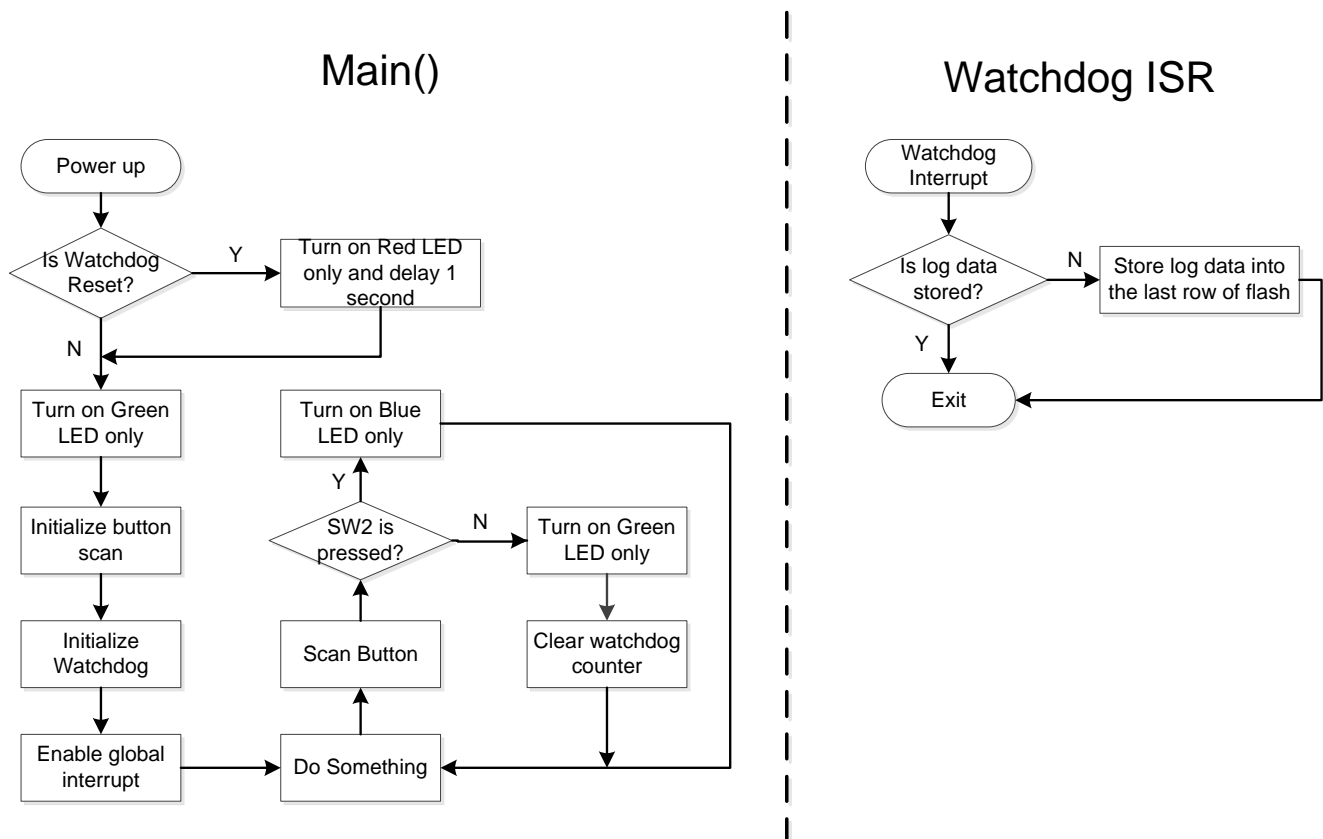 Main()
Power up
Is Watchdog
Reset?
Y
Turn on Red LED
only and delay 1
second
N
Turn on Green
LED only
Initialize button
scan
Initialize
Watchdog
Enable global
interrupt
Do Something
Scan Button
SW2 is
pressed?
Y
Turn on Blue
LED only
N
Turn on Green
LED only
Clear watchdog
counter
Watchdog ISR
Watchdog
Interrupt
Is log data
stored?
N
Store log data into
the last row of flash
Y
Exit